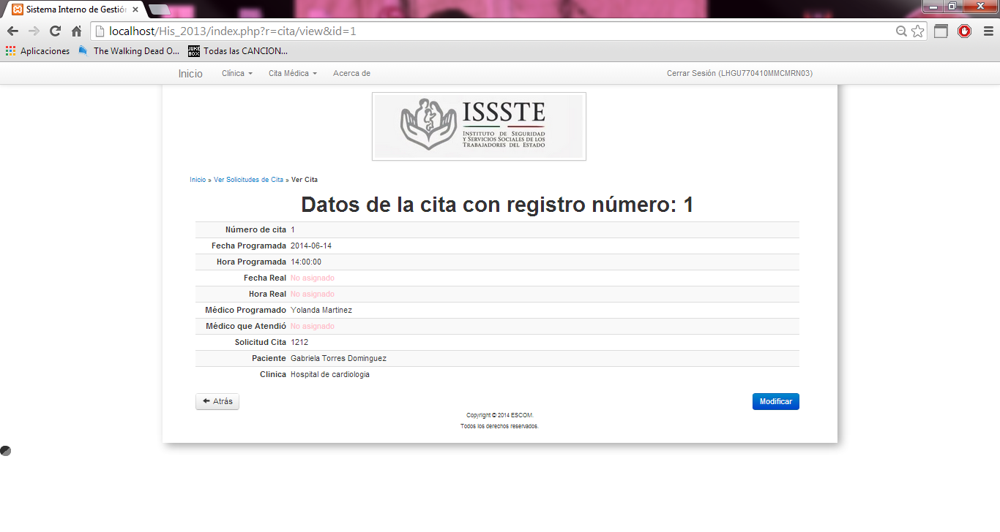 Sistema Interno de Gestión
localhost/His_2013/index.php?r=cita/view&id=1
Aplicaciones The Walking Dead O... JUKE BOX Todas las CANCION...
Inicio Clínica Cita Médica Acerca de Cerrar Sesión (LHGU770410MMCMRN03)
ISSSTE
INSTITUTO DE SEGURIDAD
Y SERVICIOS SOCIALES DE LOS
TRABAJADORES DEL ESTADO
Inicio » Ver Solicitudes de Cita » Ver Cita
Datos de la cita con registro número: 1
Número de cita 1
Fecha Programada 2014-06-14
Hora Programada 14:00:00
Fecha Real No asignado
Hora Real No asignado
Médico Programado Yolanda Martinez
Médico que Atendió No asignado
Solicitud Cita 1212
Paciente Gabriela Torres Dominguez
Clinica Hospital de cardiologia
Atrás Modificar
Copyright © 2014 ESCOM.
Todos los derechos reservados.